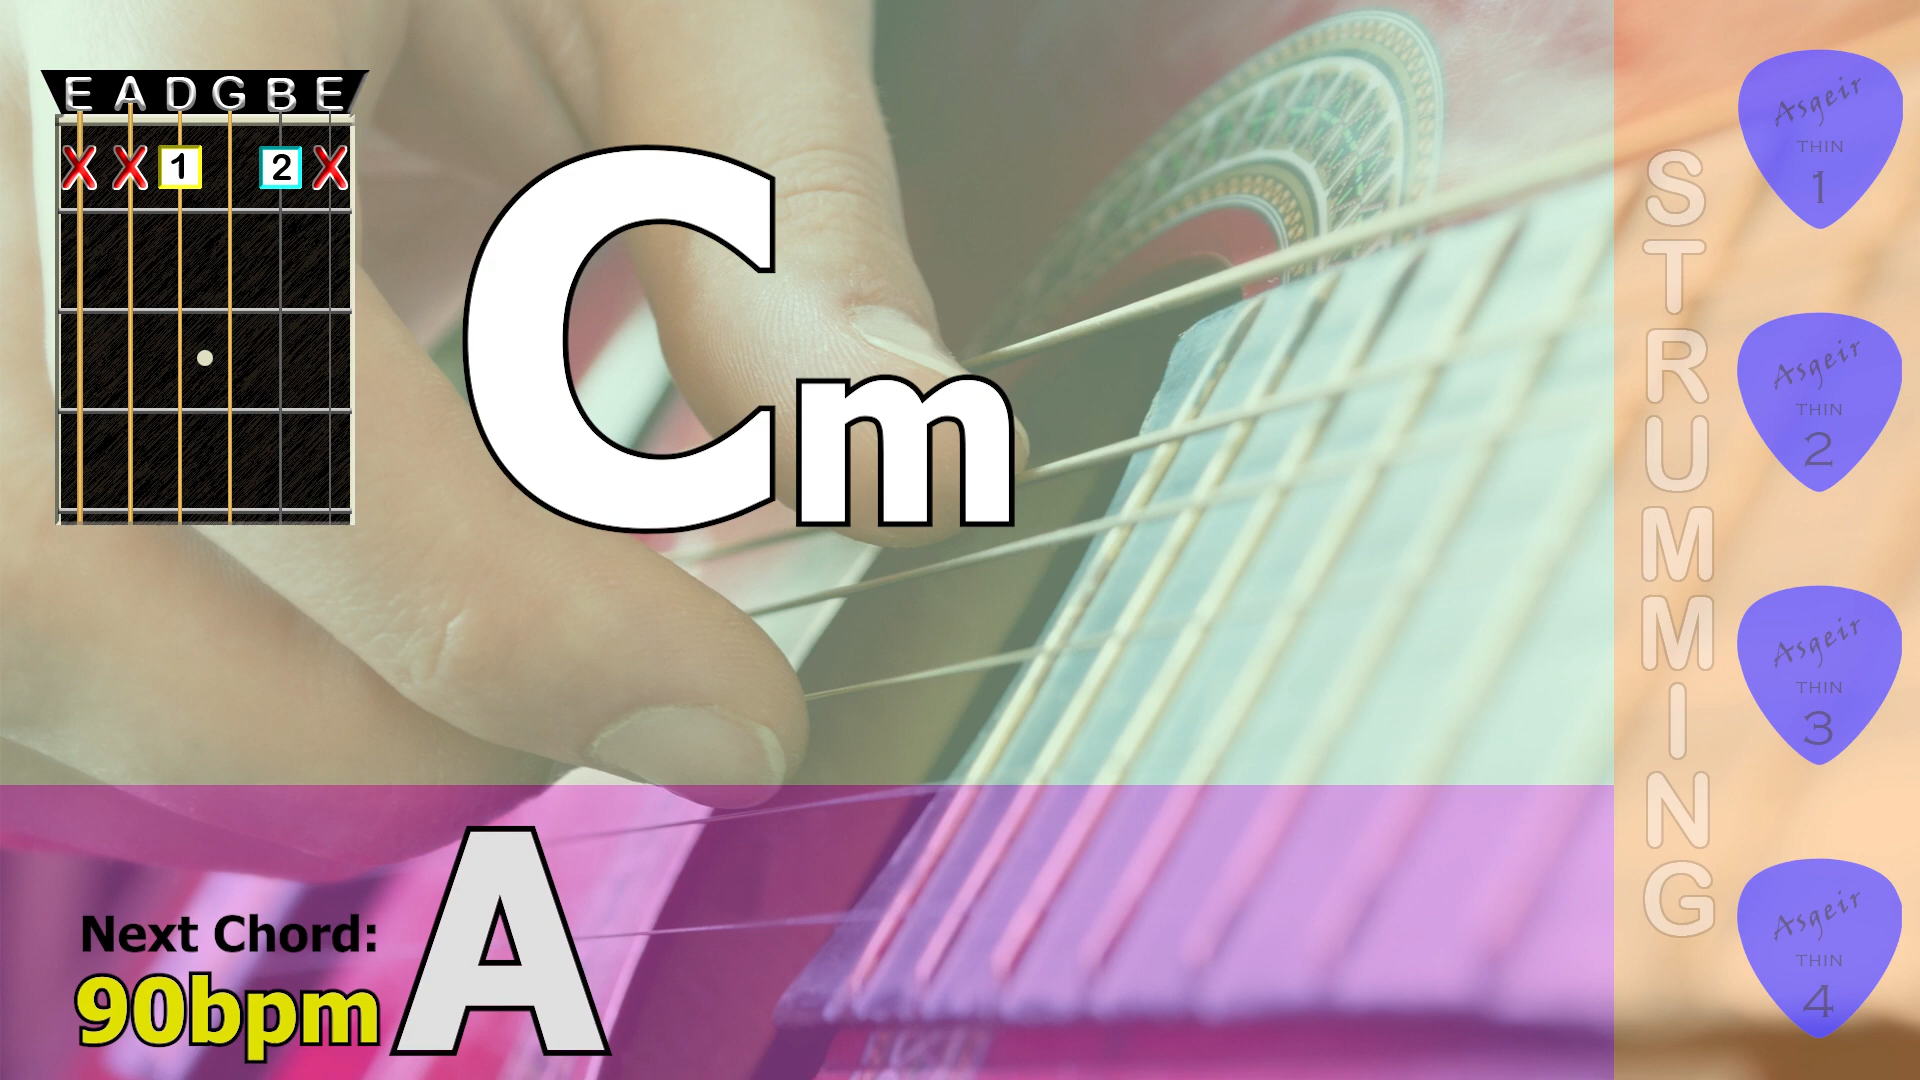 E A D G B E
X X 1 2 X
Cm
Next Chord:
90bpm
A
STRUMMING
Asgeir
THIN
1
Asgeir
THIN
2
Asgeir
THIN
3
Asgeir
THIN
4